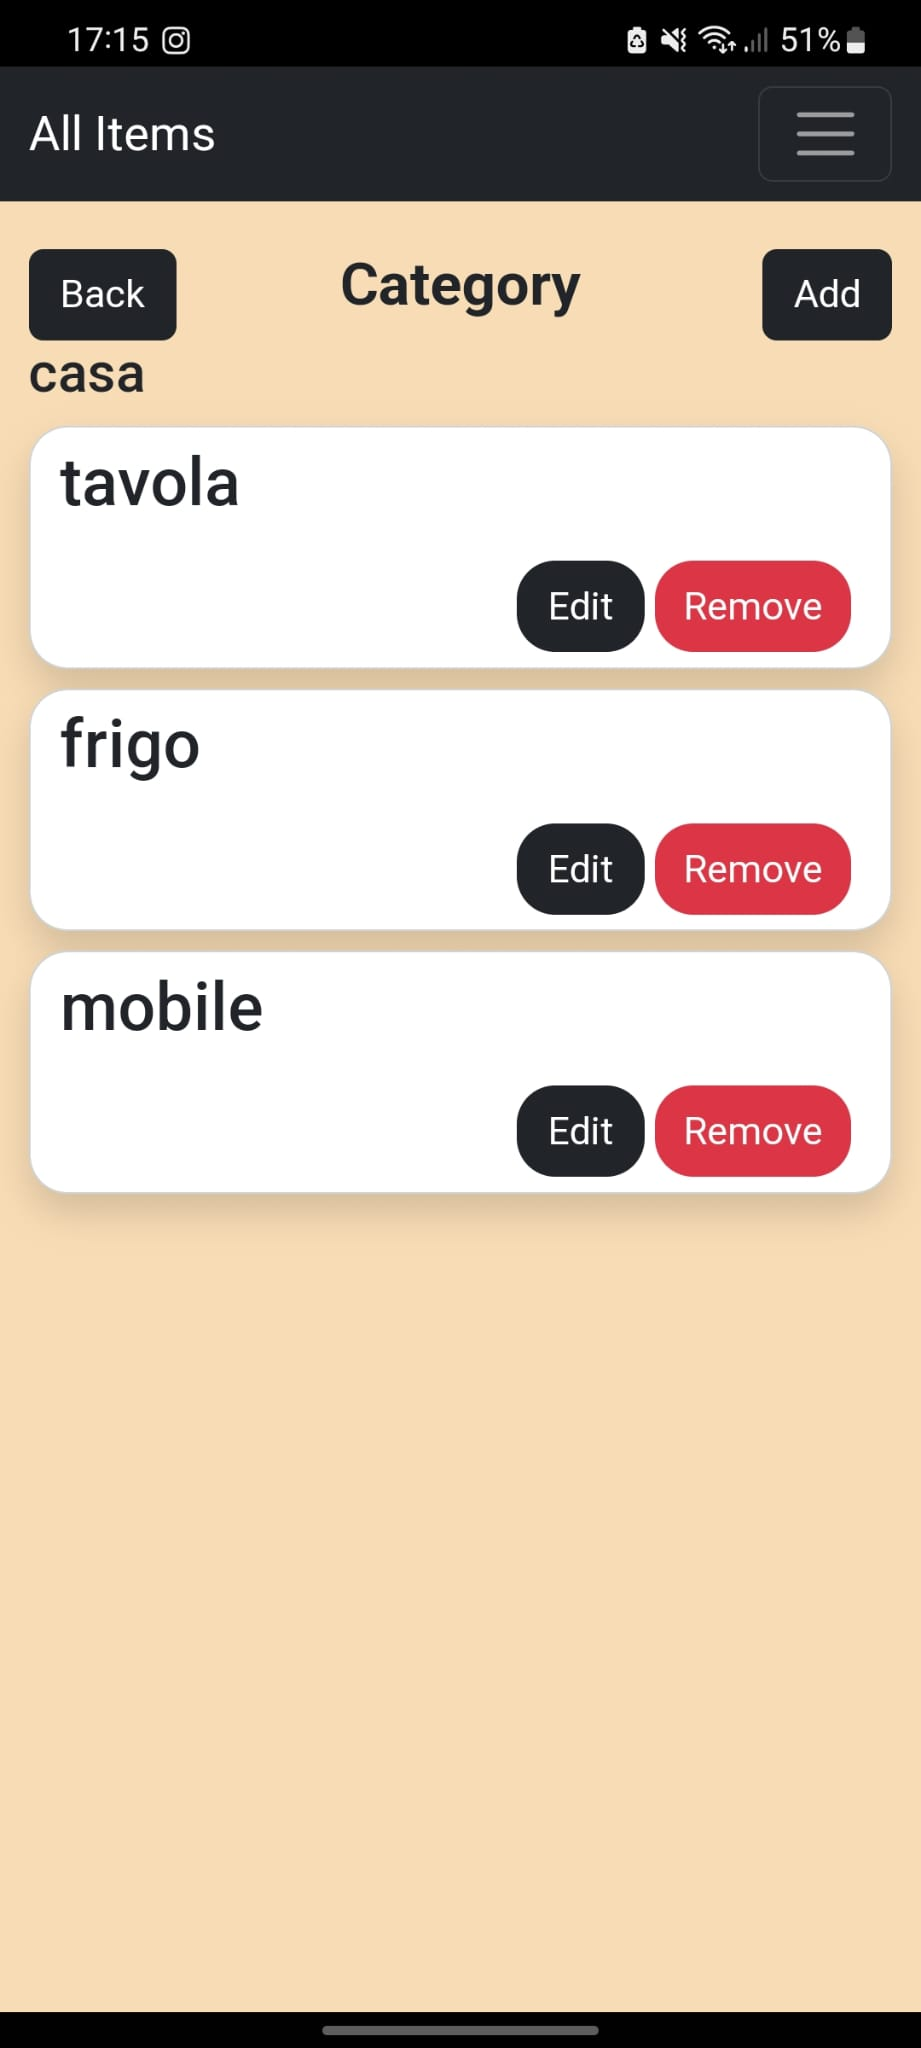 17:15 51%
All Items
Back Category Add
casa
tavola
Edit Remove
frigo
Edit Remove
mobile
Edit Remove